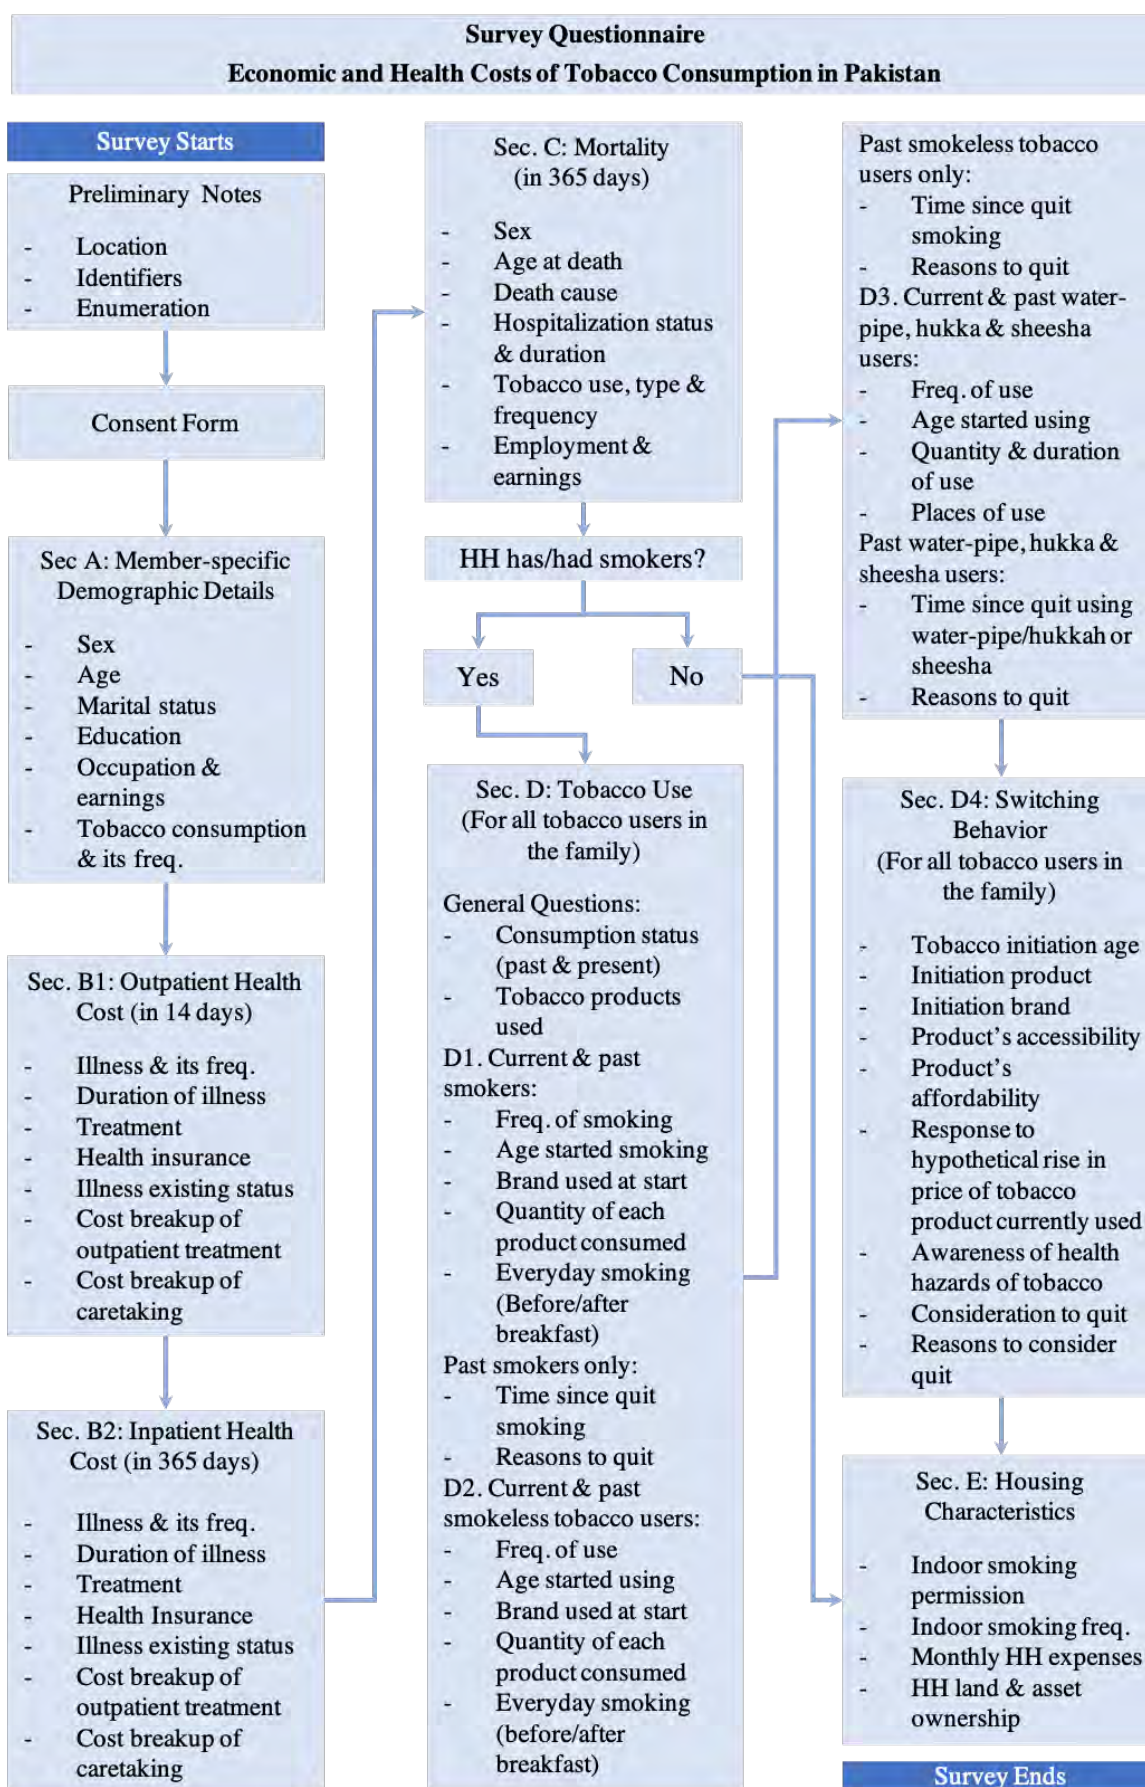 Survey Questionnaire
Economic and Health Costs of Tobacco Consumption in Pakistan
Survey Starts
Preliminary Notes
- Location
- Identifiers
- Enumeration
Consent Form
Sec A: Member-specific
Demographic Details
- Sex
- Age
- Marital status
- Education
- Occupation &
earnings
- Tobacco consumption
& its freq.
Sec. B1: Outpatient Health
Cost (in 14 days)
- Illness & its freq.
- Duration of illness
- Treatment
- Health insurance
- Illness existing status
- Cost breakup of
outpatient treatment
- Cost breakup of
caretaking
Sec. B2: Inpatient Health
Cost (in 365 days)
- Illness & its freq.
- Duration of illness
- Treatment
- Health Insurance
- Illness existing status
- Cost breakup of
outpatient treatment
- Cost breakup of
caretaking
Sec. C: Mortality
(in 365 days)
- Sex
- Age at death
- Death cause
- Hospitalization status
& duration
- Tobacco use, type &
frequency
- Employment &
earnings
HH has/had smokers?
Yes
No
Sec. D: Tobacco Use
(For all tobacco users in
the family)
General Questions:
- Consumption status
(past & present)
- Tobacco products
used
D1. Current & past
smokers:
- Freq. of smoking
- Age started smoking
- Brand used at start
- Quantity of each
product consumed
- Everyday smoking
(Before/after
breakfast)
Past smokers only:
- Time since quit
smoking
- Reasons to quit
D2. Current & past
smokeless tobacco users:
- Freq. of use
- Age started using
- Brand used at start
- Quantity of each
product consumed
- Everyday smoking
(before/after
breakfast)
Past smokeless tobacco
users only:
- Time since quit
smoking
- Reasons to quit
D3. Current & past water-
pipe, hukka & sheesha
users:
- Freq. of use
- Age started using
- Quantity & duration
of use
- Places of use
Past water-pipe, hukka &
sheesha users:
- Time since quit using
water-pipe/hukkah or
sheesha
- Reasons to quit
Sec. D4: Switching
Behavior
(For all tobacco users in
the family)
- Tobacco initiation age
- Initiation product
- Initiation brand
- Product's accessibility
- Product's
affordability
- Response to
hypothetical rise in
price of tobacco
product currently used
- Awareness of health
hazards of tobacco
- Consideration to quit
- Reasons to consider
quit
Sec. E: Housing
Characteristics
- Indoor smoking
permission
- Indoor smoking freq.
- Monthly HH expenses
- HH land & asset
ownership
Survey Ends